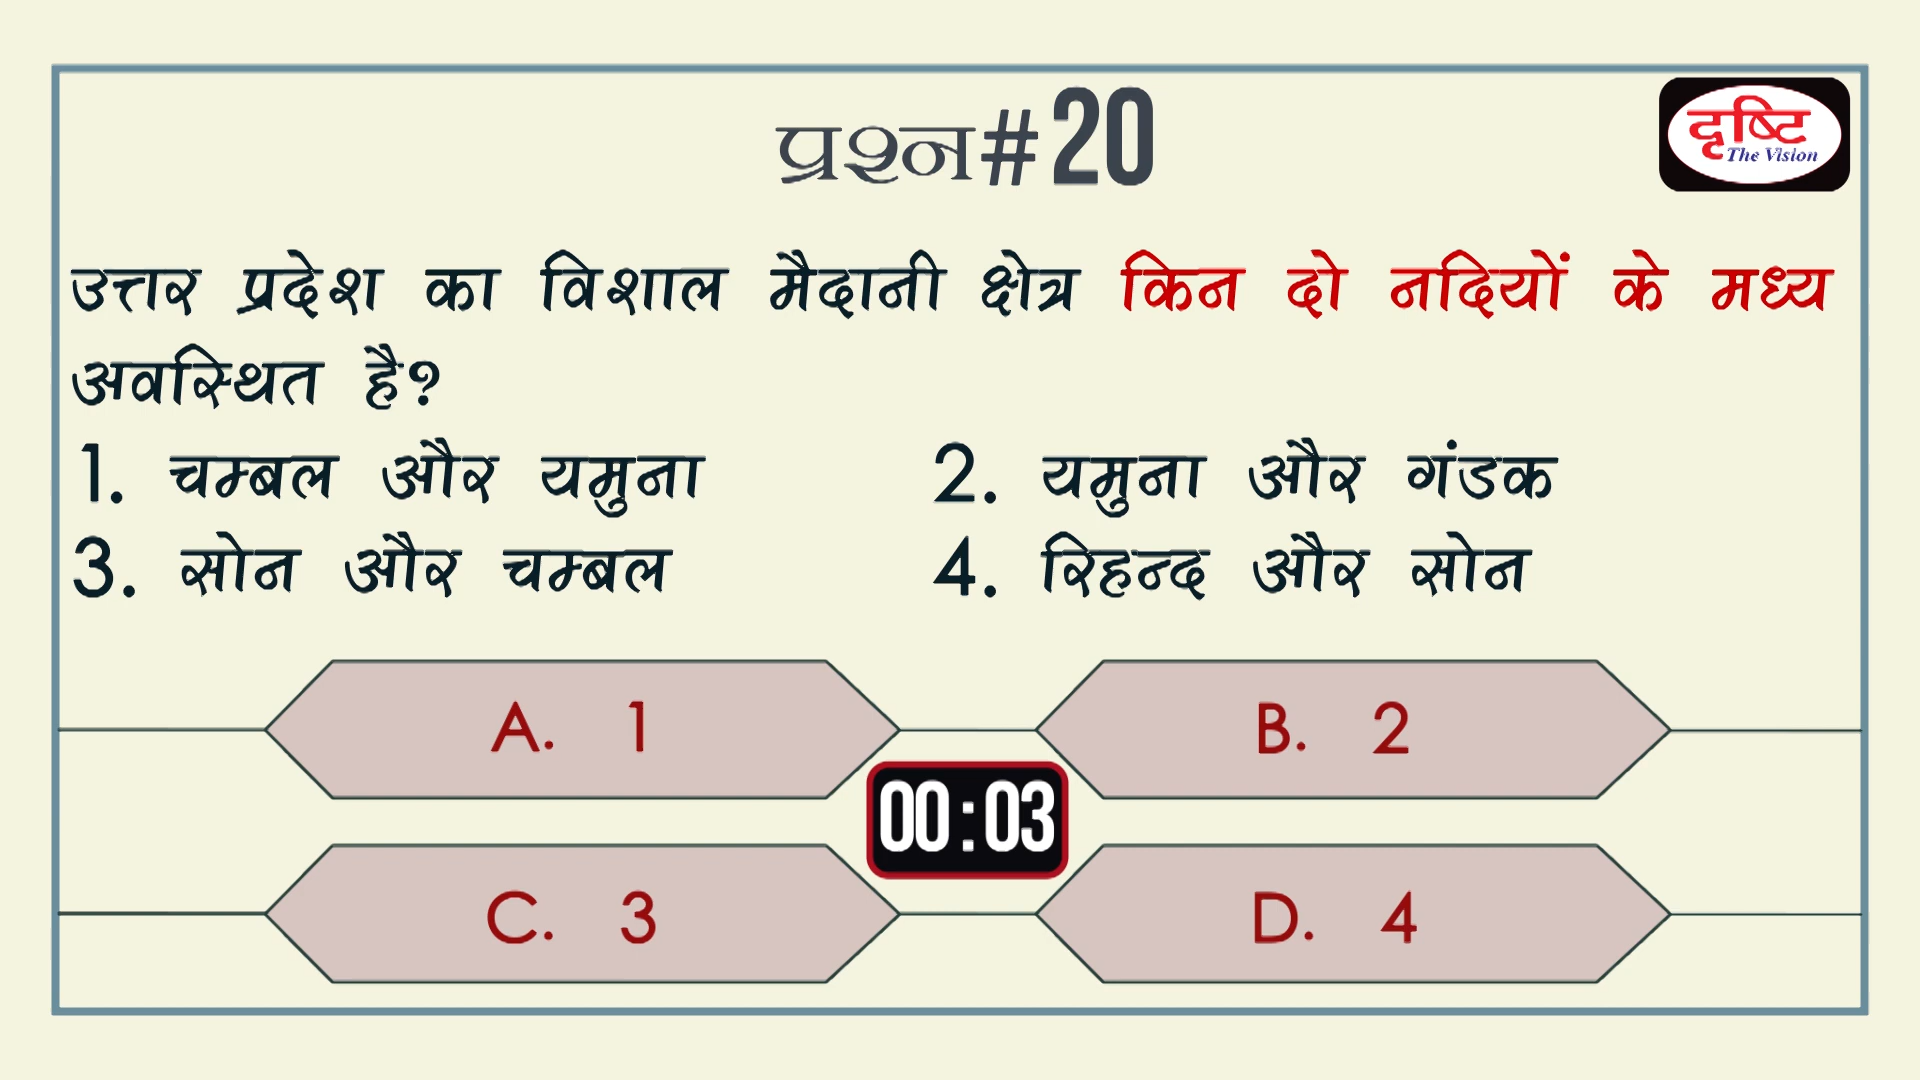 प्रश्न#20
दृष्टि
The Vision
उत्तर प्रदेश का विशाल मैदानी क्षेत्र किन दो नदियों के मध्य
अवस्थित है?
1. चम्बल और यमुना 2. यमुना और गंडक
3. सोन और चम्बल 4. रिहन्द और सोन
A. 1 B. 2
00:03
C. 3 D. 4